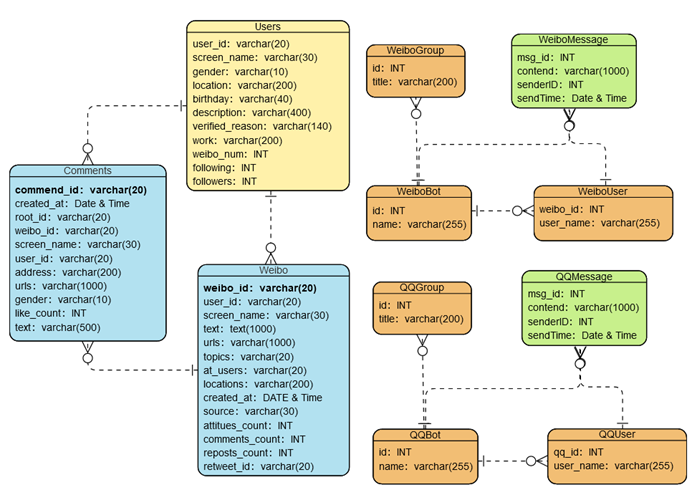 Users
user_id: varchar(20)
screen_name: varchar(30)
gender: varchar(10)
location: varchar(200)
birthday: varchar(40)
description: varchar(400)
verified_reason: varchar(140)
work: varchar(200)
weibo_num: INT
following: INT
followers: INT
Comments
commend_id: varchar(20)
created_at: Date & Time
root_id: varchar(20)
weibo_id: varchar(20)
screen_name: varchar(30)
user_id: varchar(20)
address: varchar(200)
urls: varchar(1000)
gender: varchar(10)
like_count: INT
text: varchar(500)
Weibo
weibo_id: varchar(20)
user_id: varchar(20)
screen_name: varchar(30)
text: text(1000)
urls: varchar(1000)
topics: varchar(20)
at_users: varchar(20)
locations: varchar(200)
created_at: DATE & Time
source: varchar(30)
attitues_count: INT
comments_count: INT
reposts_count: INT
retweet_id: varchar(20)
WeiboGroup
id: INT
title: varchar(200)
WeiboMessage
msg_id: INT
contend: varchar(1000)
senderID: INT
sendTime: Date & Time
WeiboBot
id: INT
name: varchar(255)
WeiboUser
weibo_id: INT
user_name: varchar(255)
QQGroup
id: INT
title: varchar(200)
QQMessage
msg_id: INT
contend: varchar(1000)
senderID: INT
sendTime: Date & Time
QQBot
id: INT
name: varchar(255)
QQUser
qq_id: INT
user_name: varchar(255)